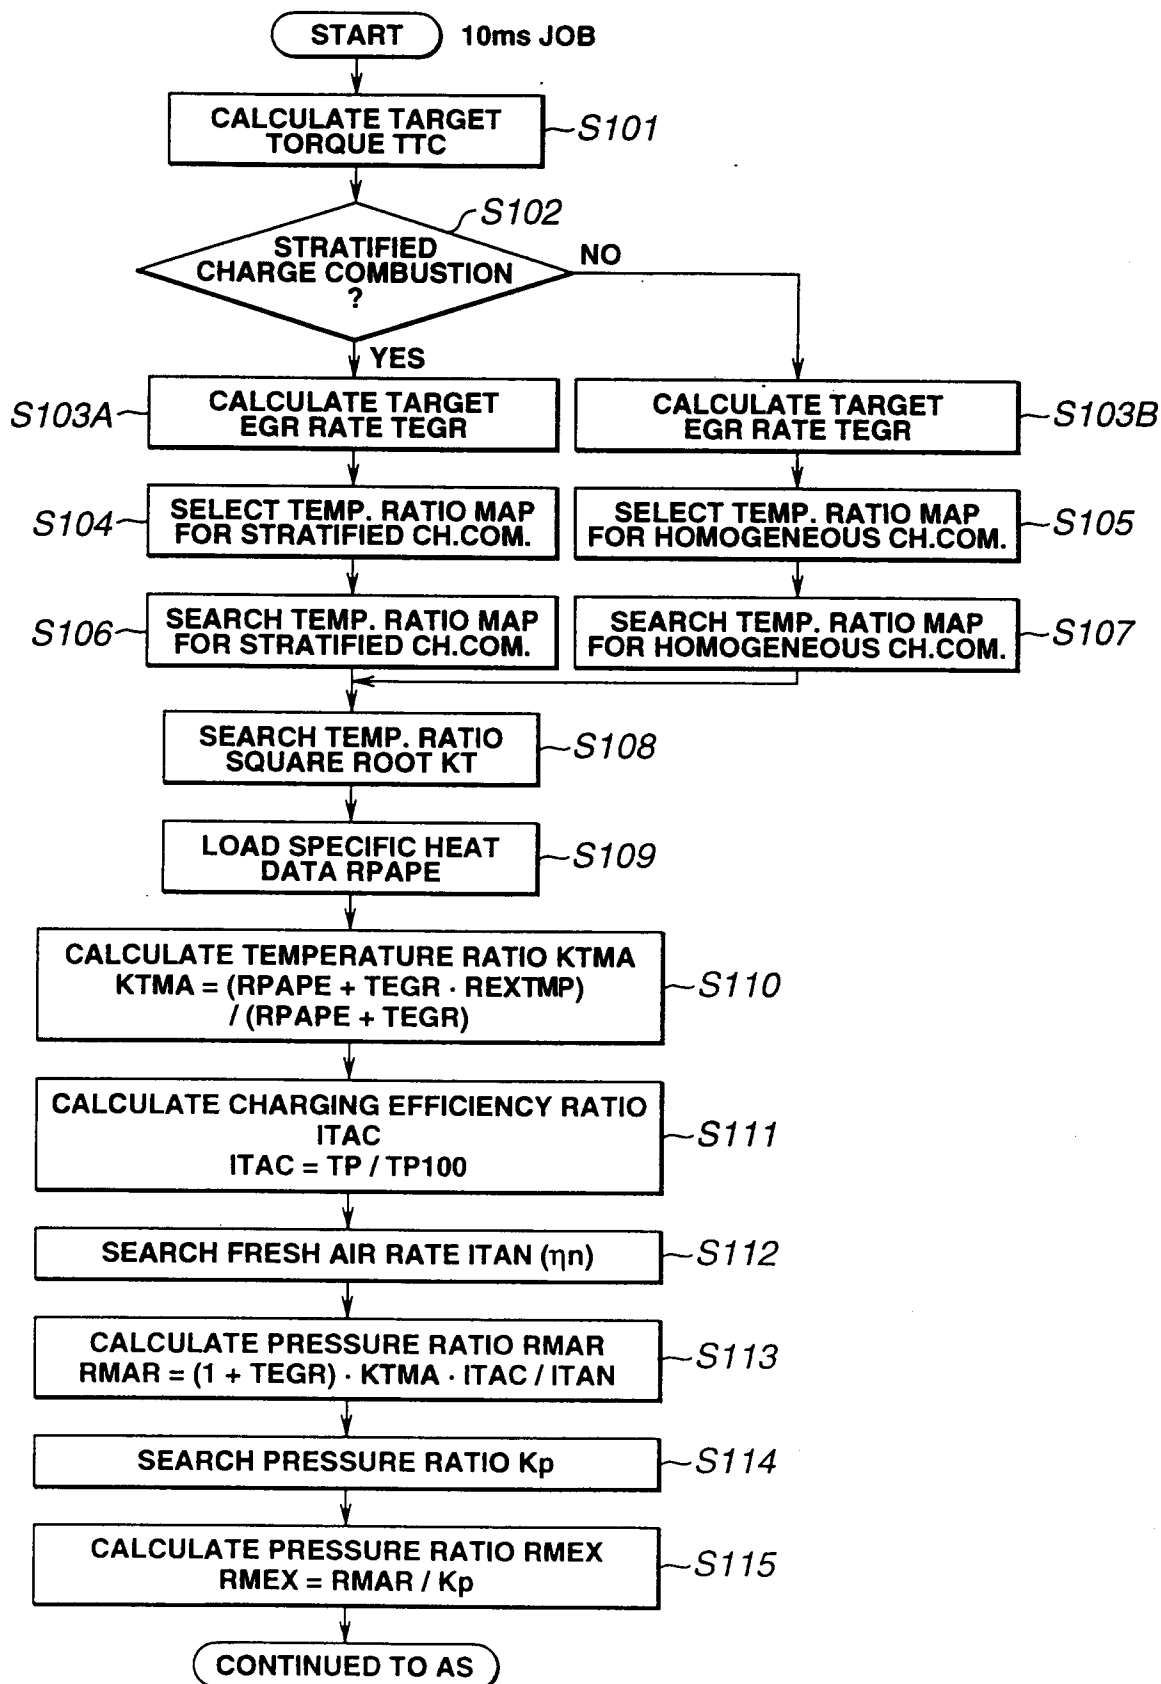 START
10ms JOB
CALCULATE TARGET
TORQUE TTC
S101
S102
STRATIFIED
CHARGE COMBUSTION
?
NO
YES
S103A
CALCULATE TARGET
EGR RATE TEGR
CALCULATE TARGET
EGR RATE TEGR
S103B
S104
SELECT TEMP. RATIO MAP
FOR STRATIFIED CH.COM.
SELECT TEMP. RATIO MAP
FOR HOMOGENEOUS CH.COM.
S105
S106
SEARCH TEMP. RATIO MAP
FOR STRATIFIED CH.COM.
SEARCH TEMP. RATIO MAP
FOR HOMOGENEOUS CH.COM.
S107
SEARCH TEMP. RATIO
SQUARE ROOT KT
S108
LOAD SPECIFIC HEAT
DATA RPAPE
S109
CALCULATE TEMPERATURE RATIO KTMA
KTMA = (RPAPE + TEGR · REXTMP)
/ (RPAPE + TEGR)
S110
CALCULATE CHARGING EFFICIENCY RATIO
ITAC
ITAC = TP / TP100
S111
SEARCH FRESH AIR RATE ITAN (ηn)
S112
CALCULATE PRESSURE RATIO RMAR
RMAR = (1 + TEGR) · KTMA · ITAC / ITAN
S113
SEARCH PRESSURE RATIO Kp
S114
CALCULATE PRESSURE RATIO RMEX
RMEX = RMAR / Kp
S115
CONTINUED TO AS